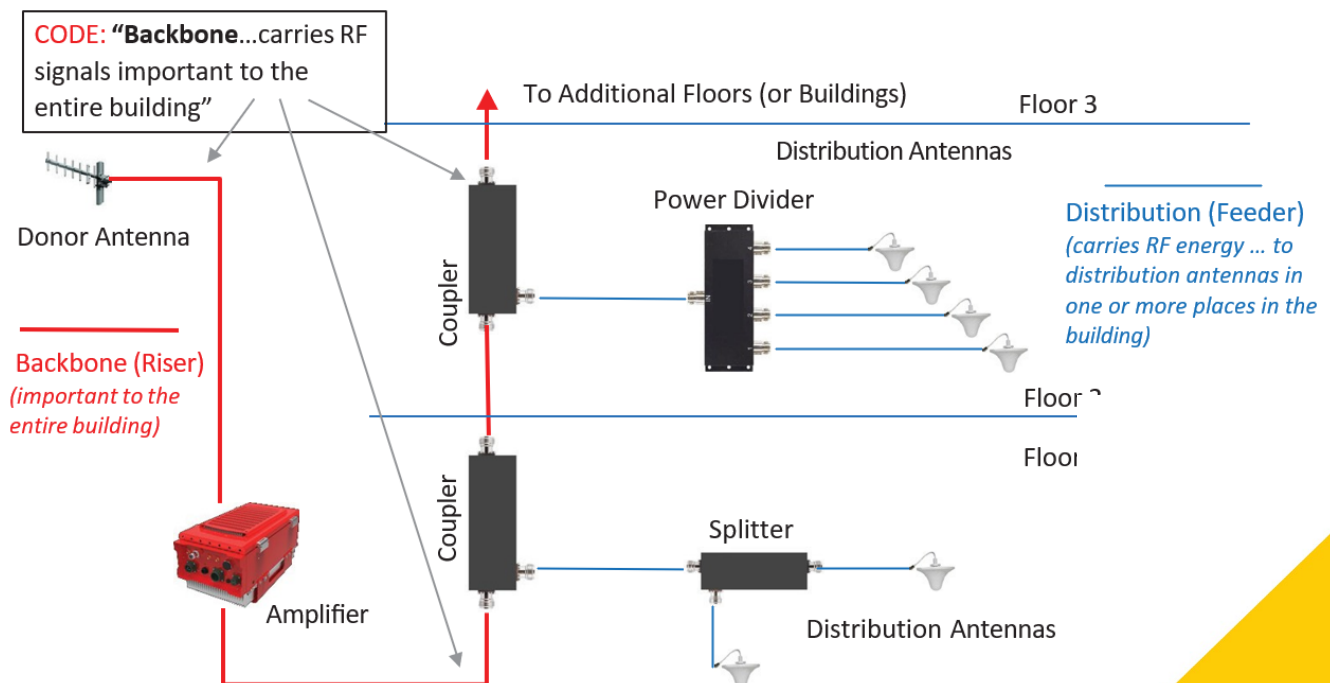 CODE: “Backbone…carries RF
signals important to the
entire building”
To Additional Floors (or Buildings)
Floor 3
Distribution Antennas
Power Divider
Donor Antenna
Coupler
Distribution (Feeder)
(carries RF energy … to
distribution antennas in
one or more places in the
building)
Backbone (Riser)
(important to the
entire building)
Floor
Floor
Coupler
Splitter
Amplifier
Distribution Antennas